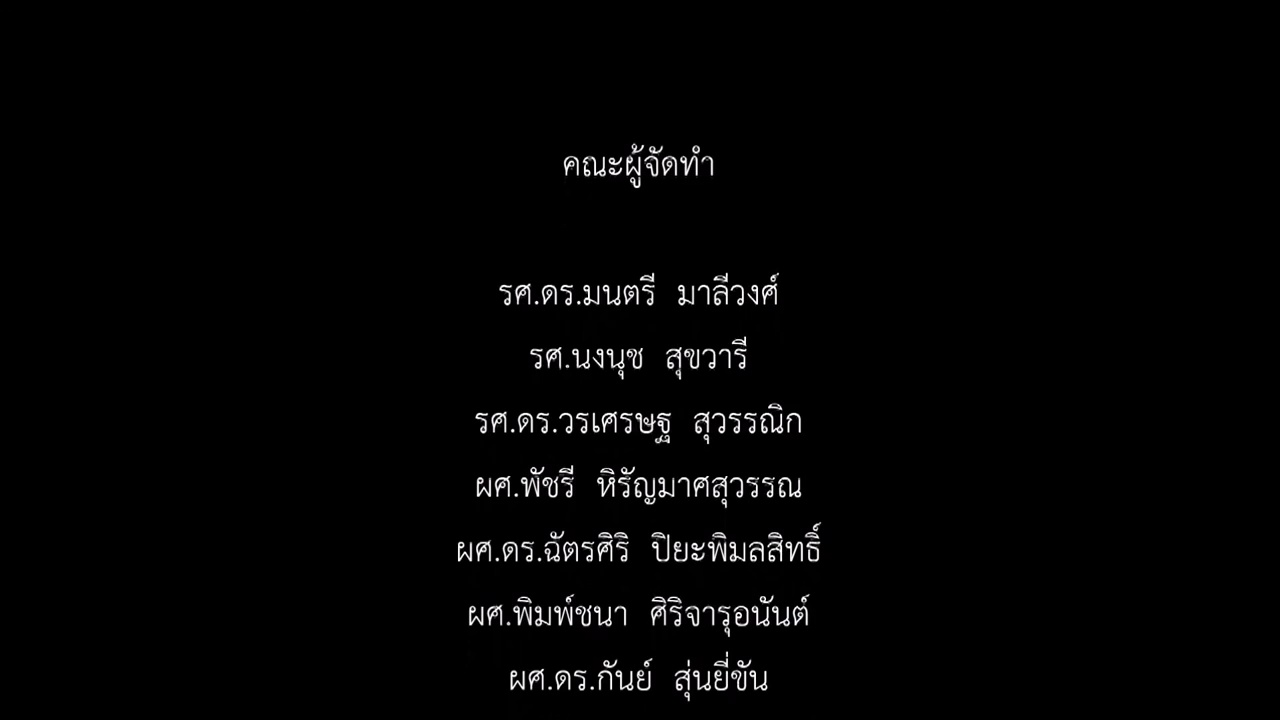 คณะผู้จัดทำ
รศ.ดร.มนตรี มาลีวงศ์
รศ.นงนุช สุขวารี
รศ.ดร.วรเศรษฐ สุวรรณิก
ผศ.พัชรี หิรัญมาศสุวรรณ
ผศ.ดร.ฉัตรศิริ ปิยะพิมลสิทธิ์
ผศ.พิมพ์ชนา ศิริจารุอนันต์
ผศ.ดร.กันย์ สุ่นยี่ขัน